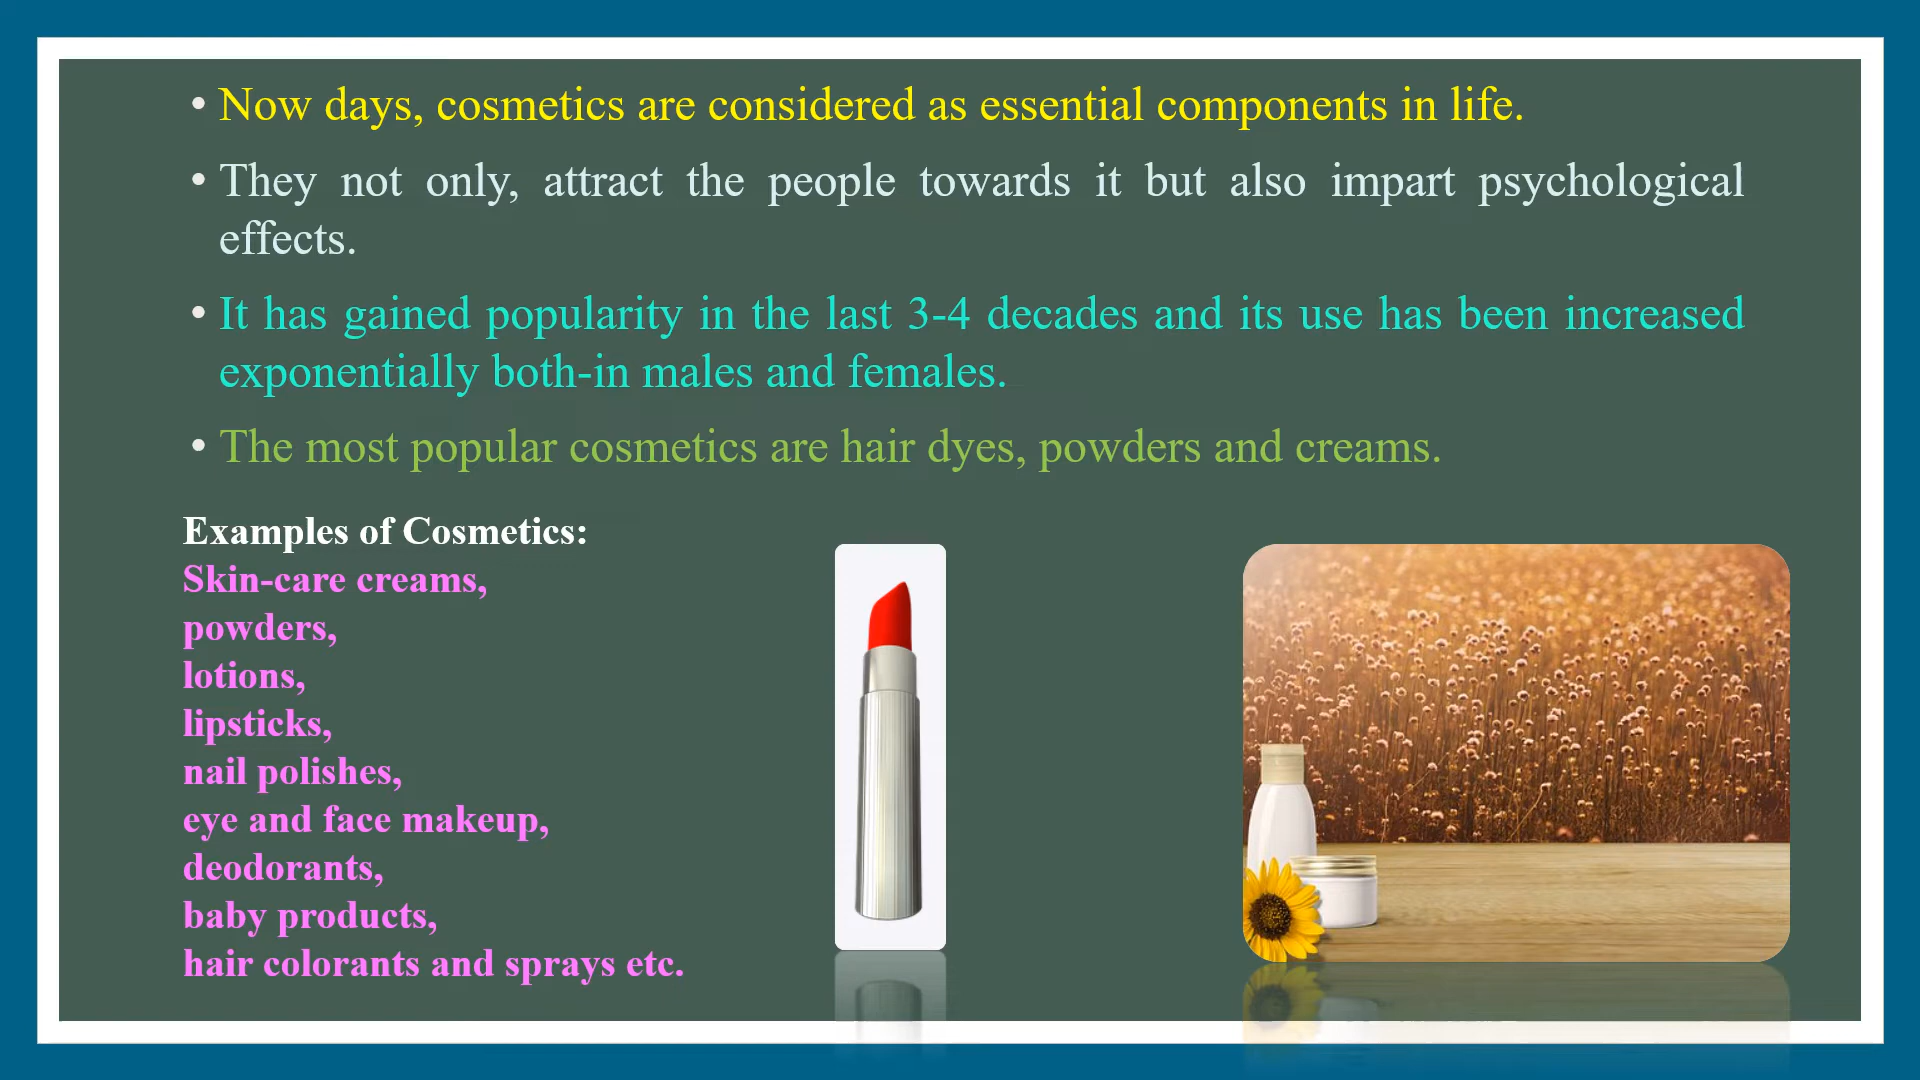 • Now days, cosmetics are considered as essential components in life.
• They not only, attract the people towards it but also impart psychological
effects.
• It has gained popularity in the last 3-4 decades and its use has been increased
exponentially both-in males and females.
• The most popular cosmetics are hair dyes, powders and creams.
Examples of Cosmetics:
Skin-care creams,
powders,
lotions,
lipsticks,
nail polishes,
eye and face makeup,
deodorants,
baby products,
hair colorants and sprays etc.